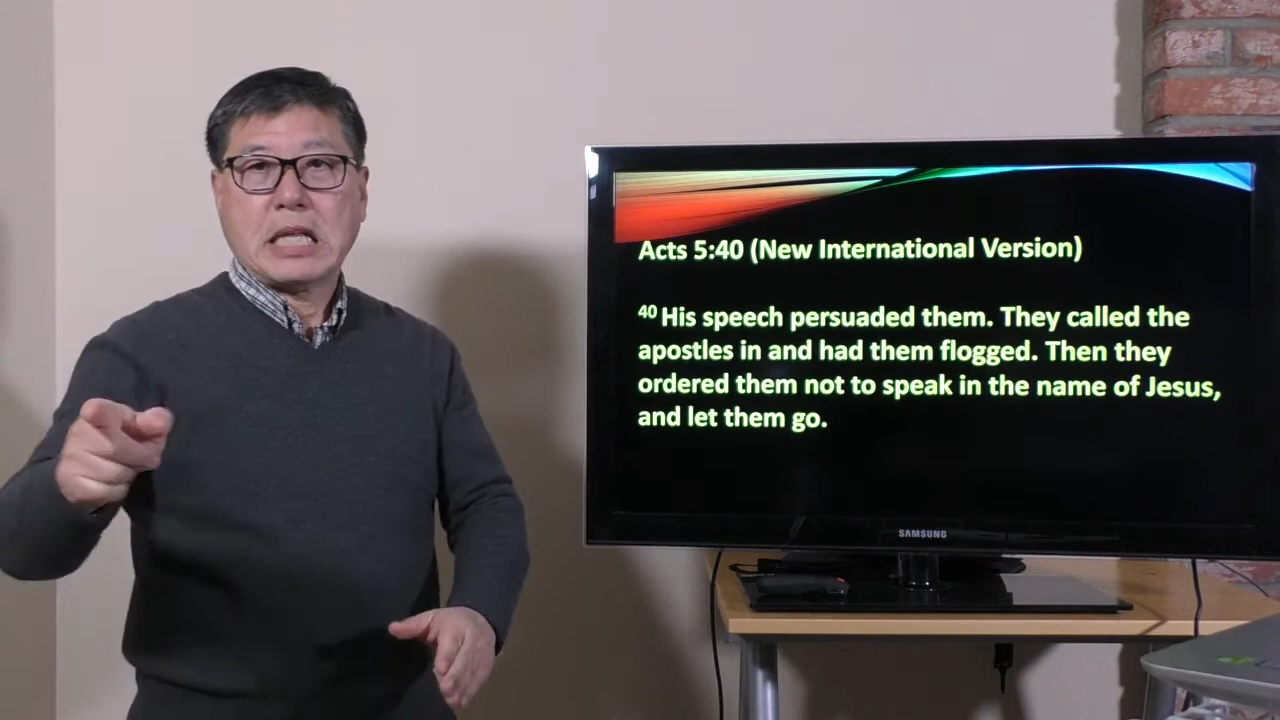 Acts 5:40 (New International Version)
40 His speech persuaded them. They called the
apostles in and had them flogged. Then they
ordered them not to speak in the name of Jesus,
and let them go.
SAMSUNG